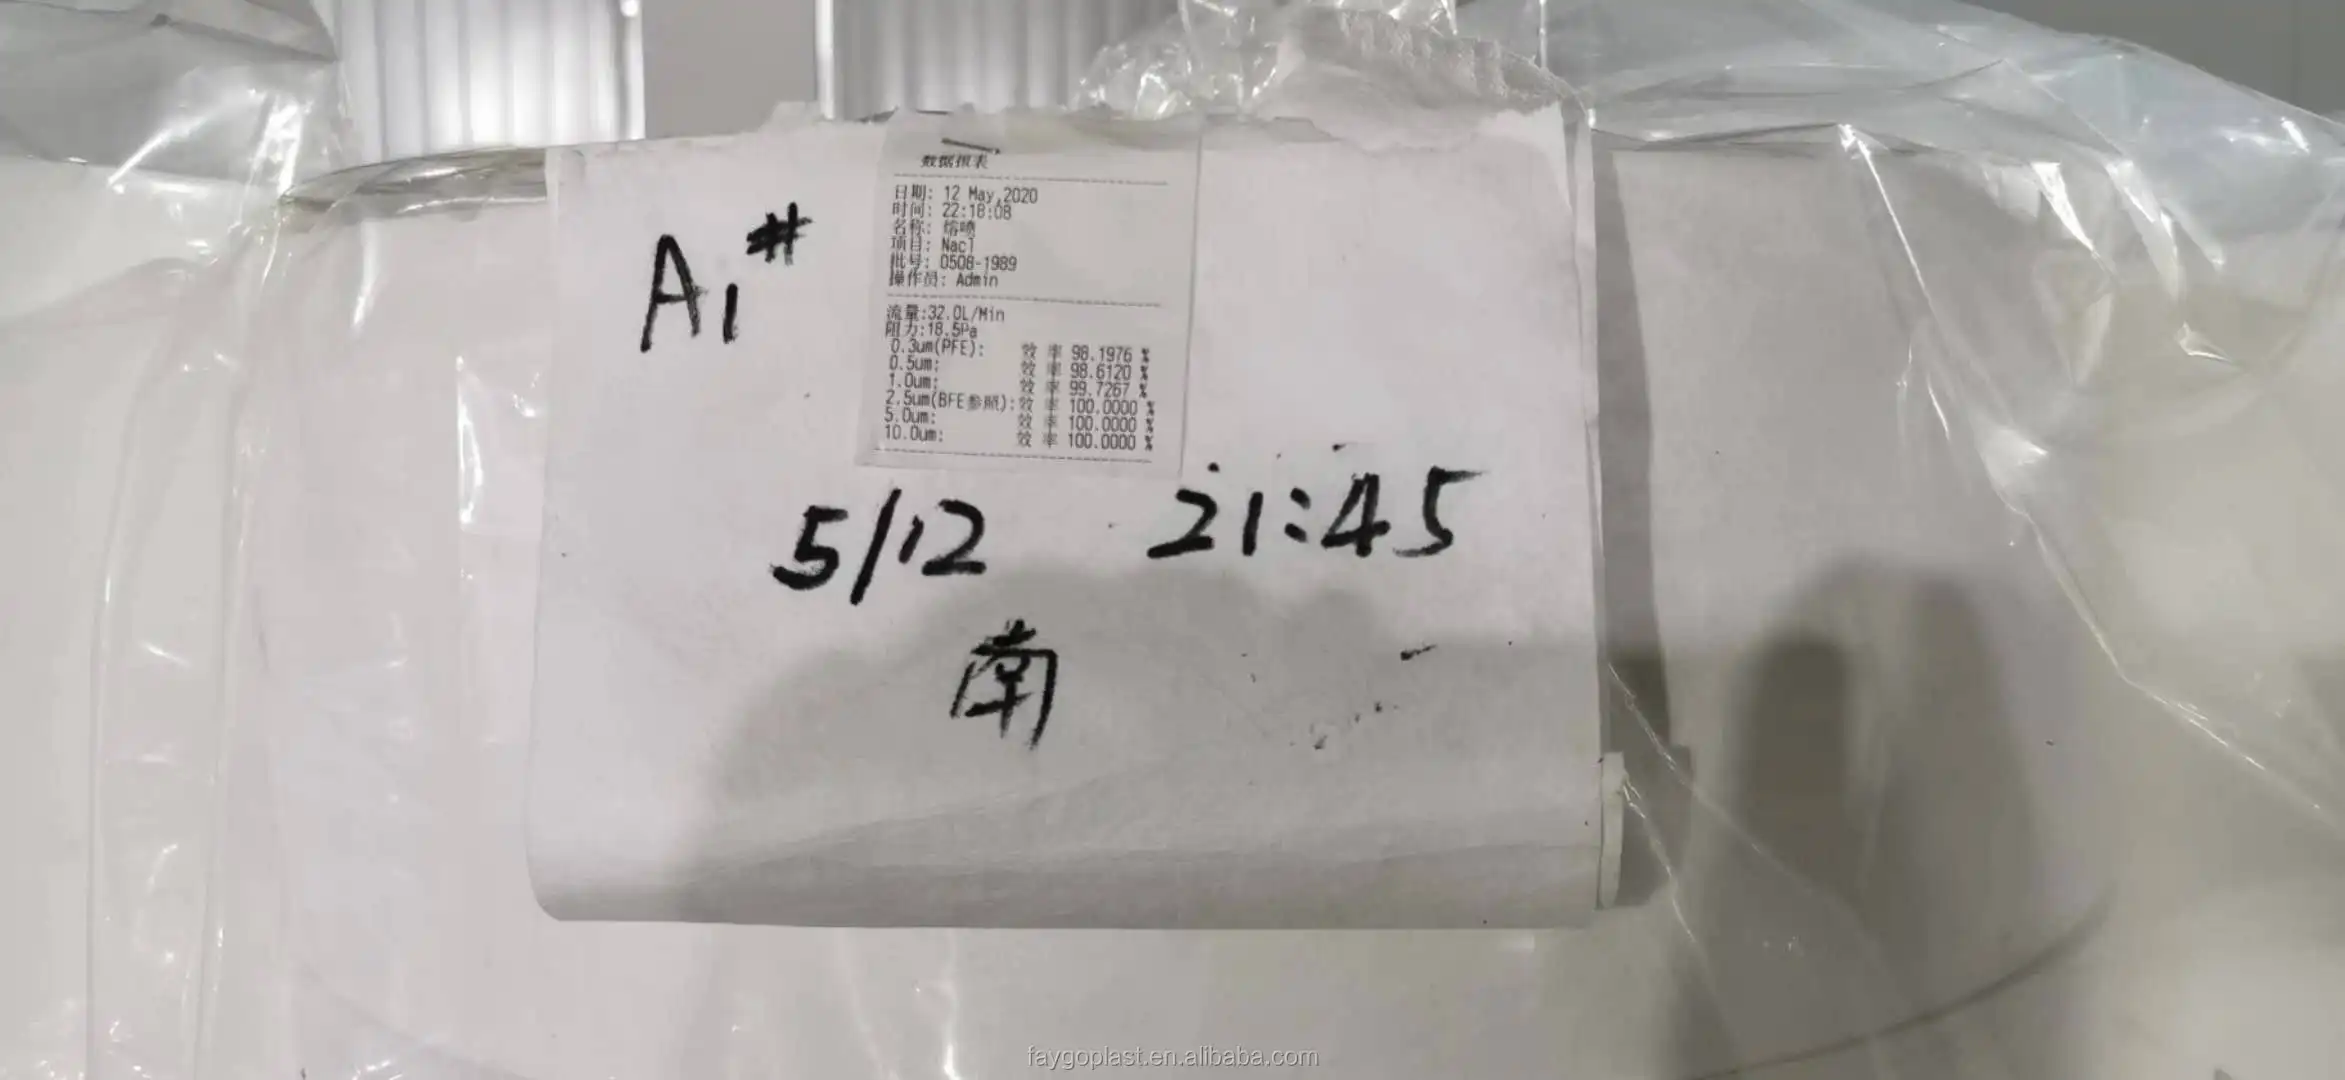 数据报表
日期: 12 May,2020
时间: 22:18:08
名称: 熔喷
项目: Nacl
批号: 0508-1989
操作员: Admin
流量:32.0L/Min
阻力:18.5Pa
0.3um(PFE): 效 率 98.1976 %
0.5um: 效 率 98.6120 %
1.0um: 效 率 99.7267 %
2.5um(BFE参照):效 率 100.0000 %
5.0um: 效 率 100.0000 %
10.0um: 效 率 100.0000 %
A1#
5/12 21:45
南
faygoplast.en.alibaba.com